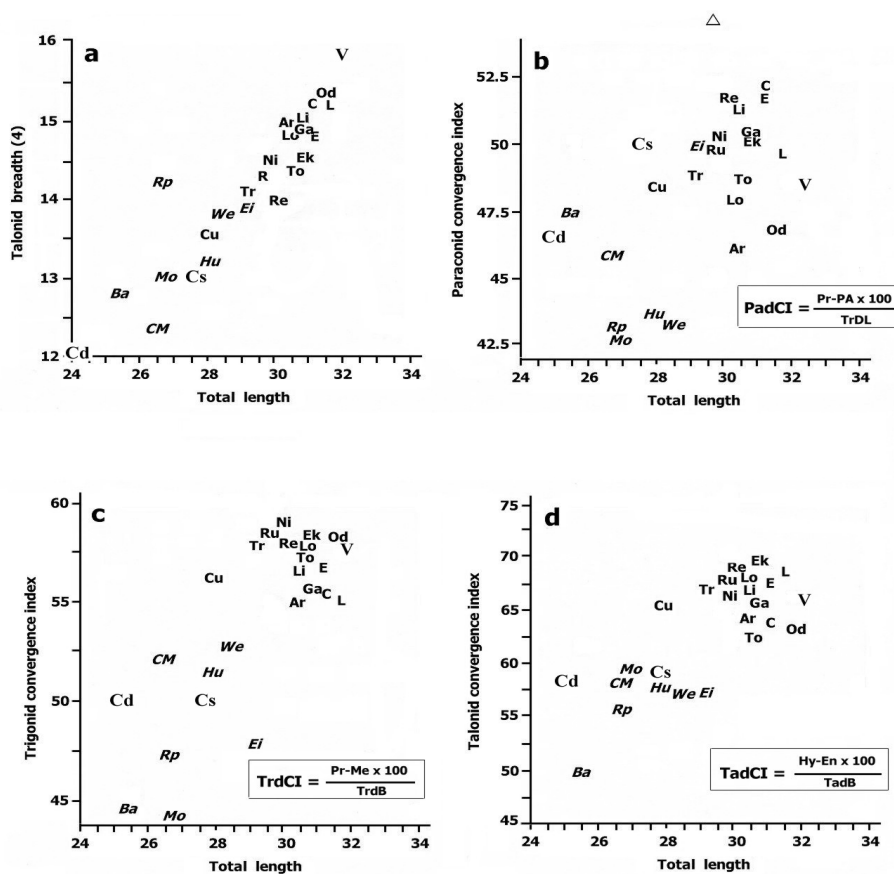 a
16
15
14
13
12
Talonid breadth (4)
V
Od
C
L
Li
Ar
Ga
Lo
E
Ni
Ek
R
To
Rp
Tr
Re
We
Ei
Cu
Hu
Mo
Cs
Ba
CM
Cd
24
26
28
30
32
34
Total length
△
b
52.5
50
47.5
45
42.5
Paraconid convergence index
C
Re
E
Li
Ga
Ni
Cs
Ei
Ek
Ru
L
Tr
To
V
Cu
Lo
Ba
Od
Cd
Ar
CM
Hu
Rp
We
Mo
PadCI = Pr-PA x 100
TrDL
24
26
28
30
32
34
Total length
c
60
55
50
45
Trigonid convergence index
Ni
Ru
Ek
Od
Tr
Re
Lo
V
To
Li
E
Cu
Ga
C
Ar
L
We
CM
Hu
Cd
Cs
Ei
Rp
Ba
Mo
TrdCI = Pr-Me x 100
TrdB
24
26
28
30
32
34
Total length
d
75
70
65
60
55
50
45
Talonid convergence index
Ek
Re
L
Ru
Lo
E
Tr
Li
Ni
V
Ga
Cu
Ar
C
Od
To
Mo
Cs
Cd
CM
Hu
We
Ei
Rp
Ba
TadCI = Hy-En x 100
TadB
24
26
28
30
32
34
Total length